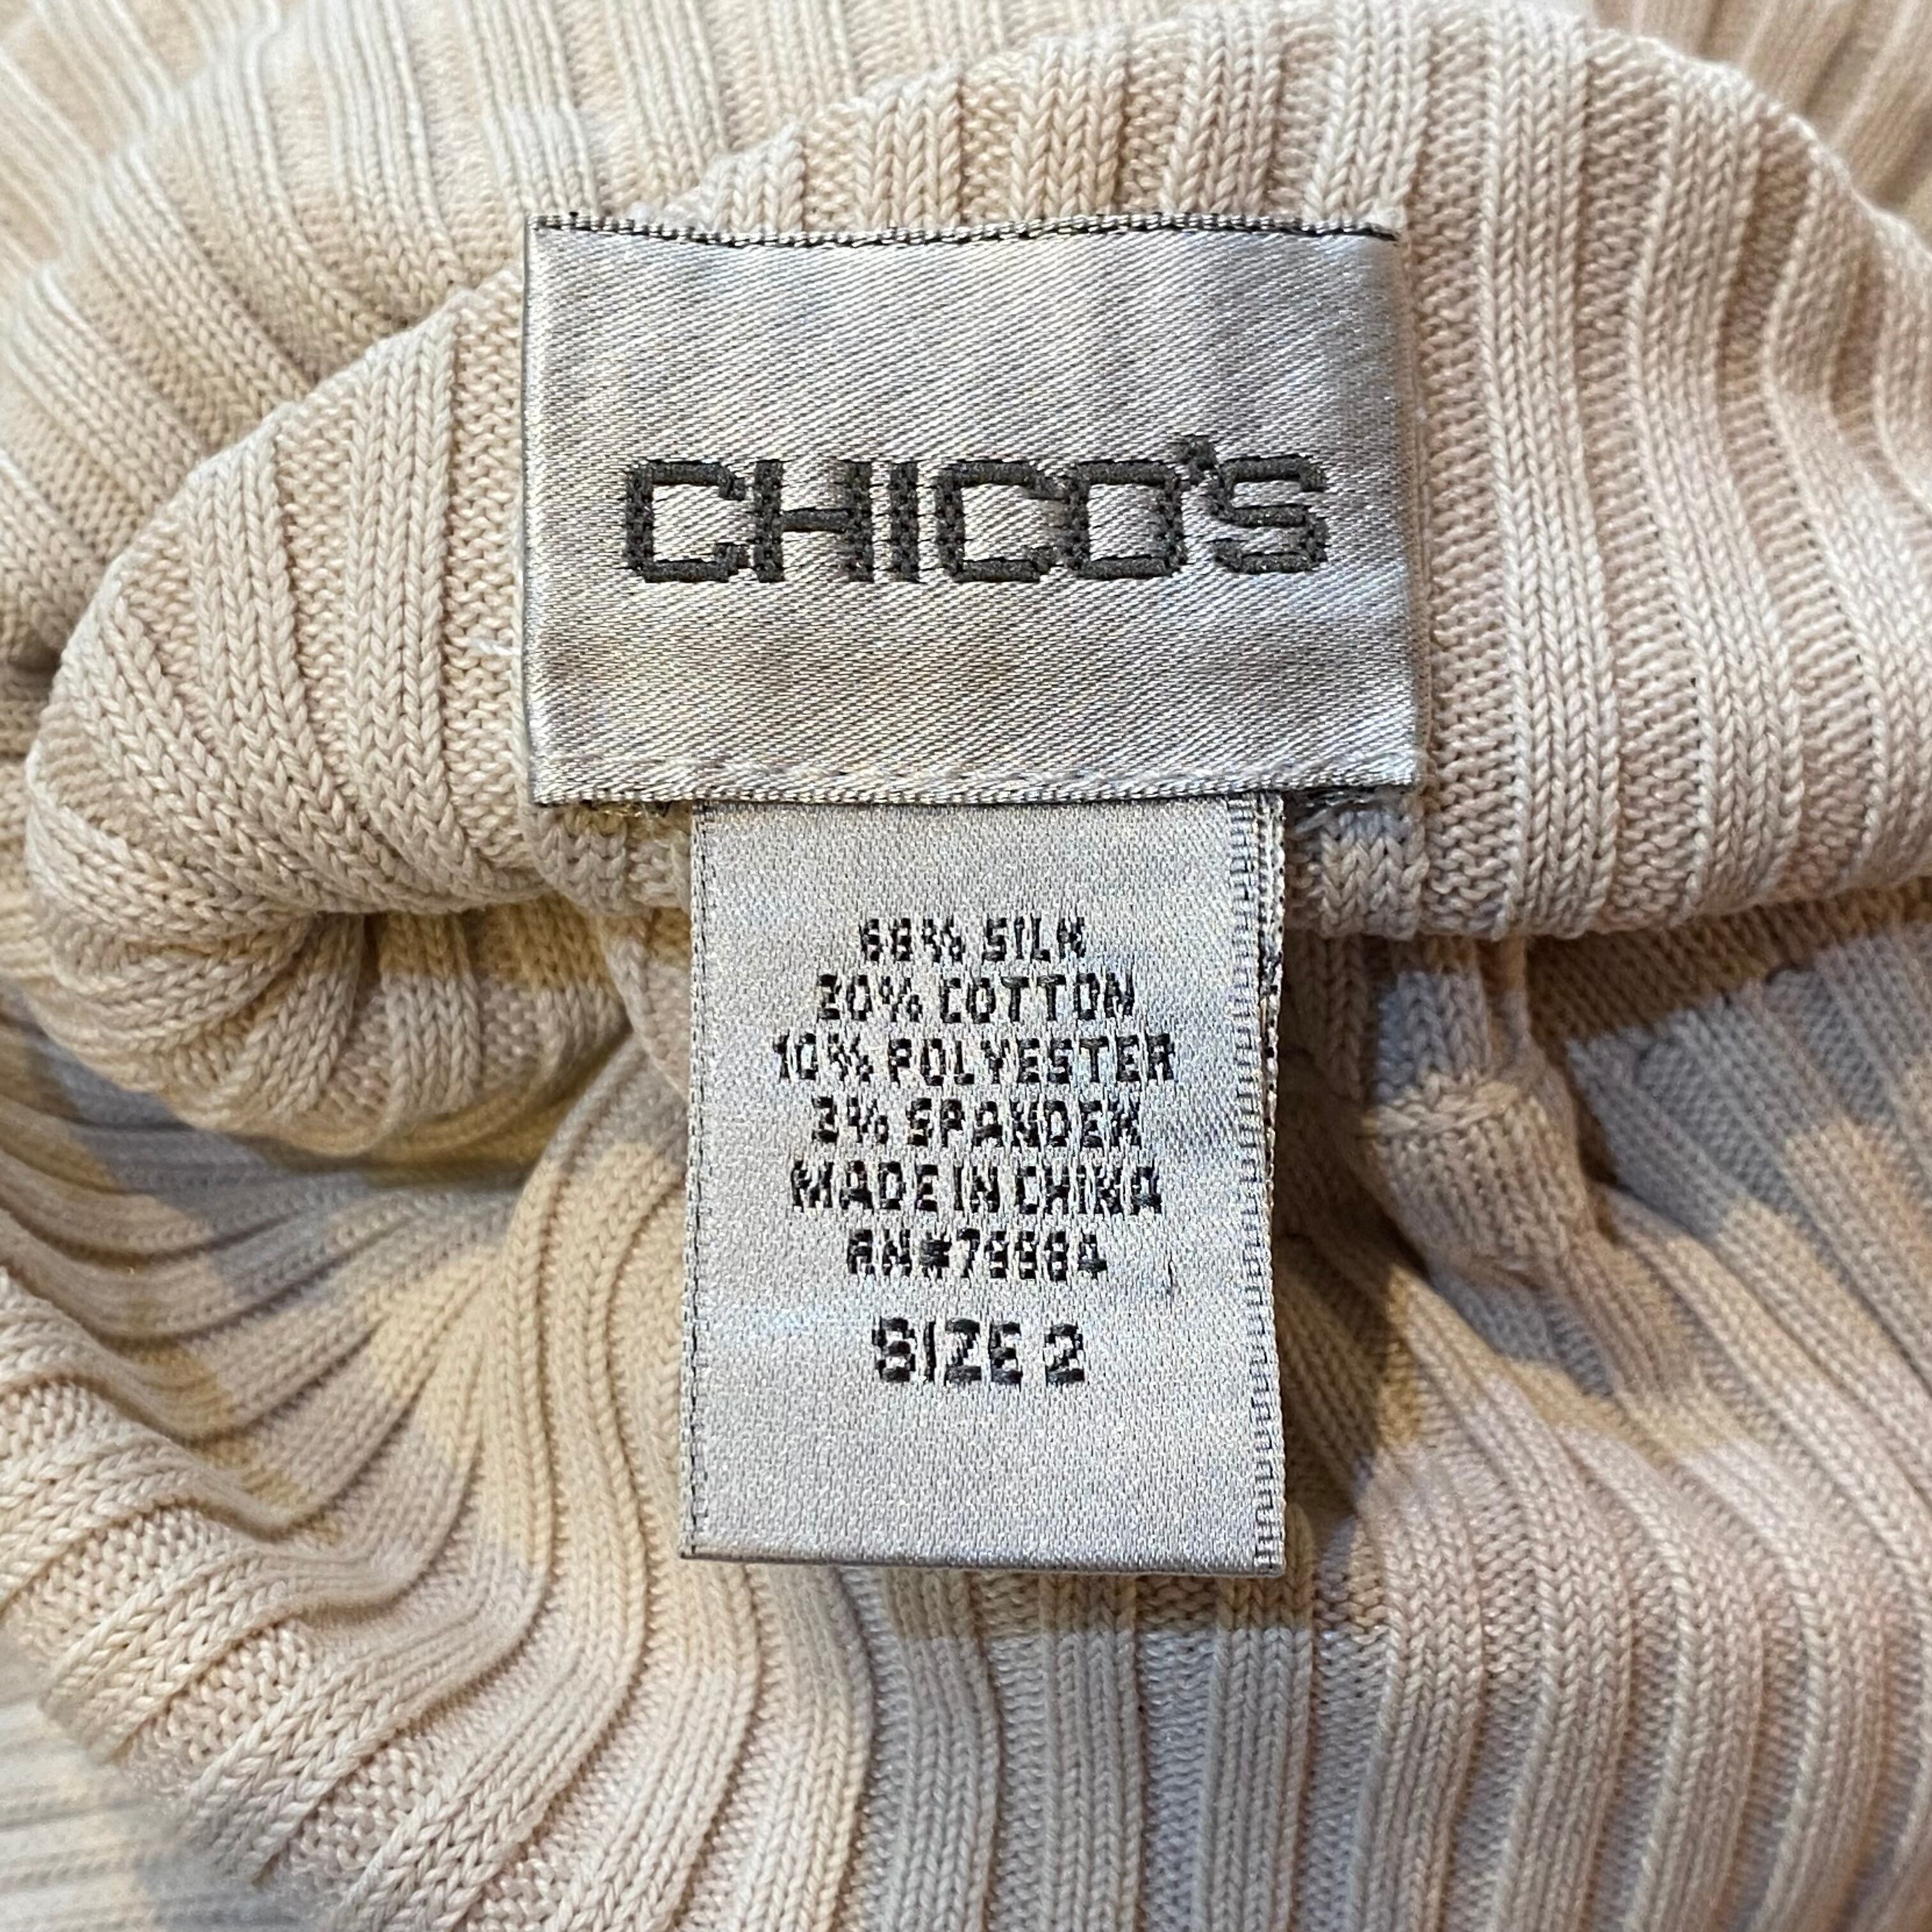 CHICO'S
68% SILK
20% COTTON
10% POLYESTER
2% SPANDEX
MADE IN CHINA
RN#79984
SIZE 2